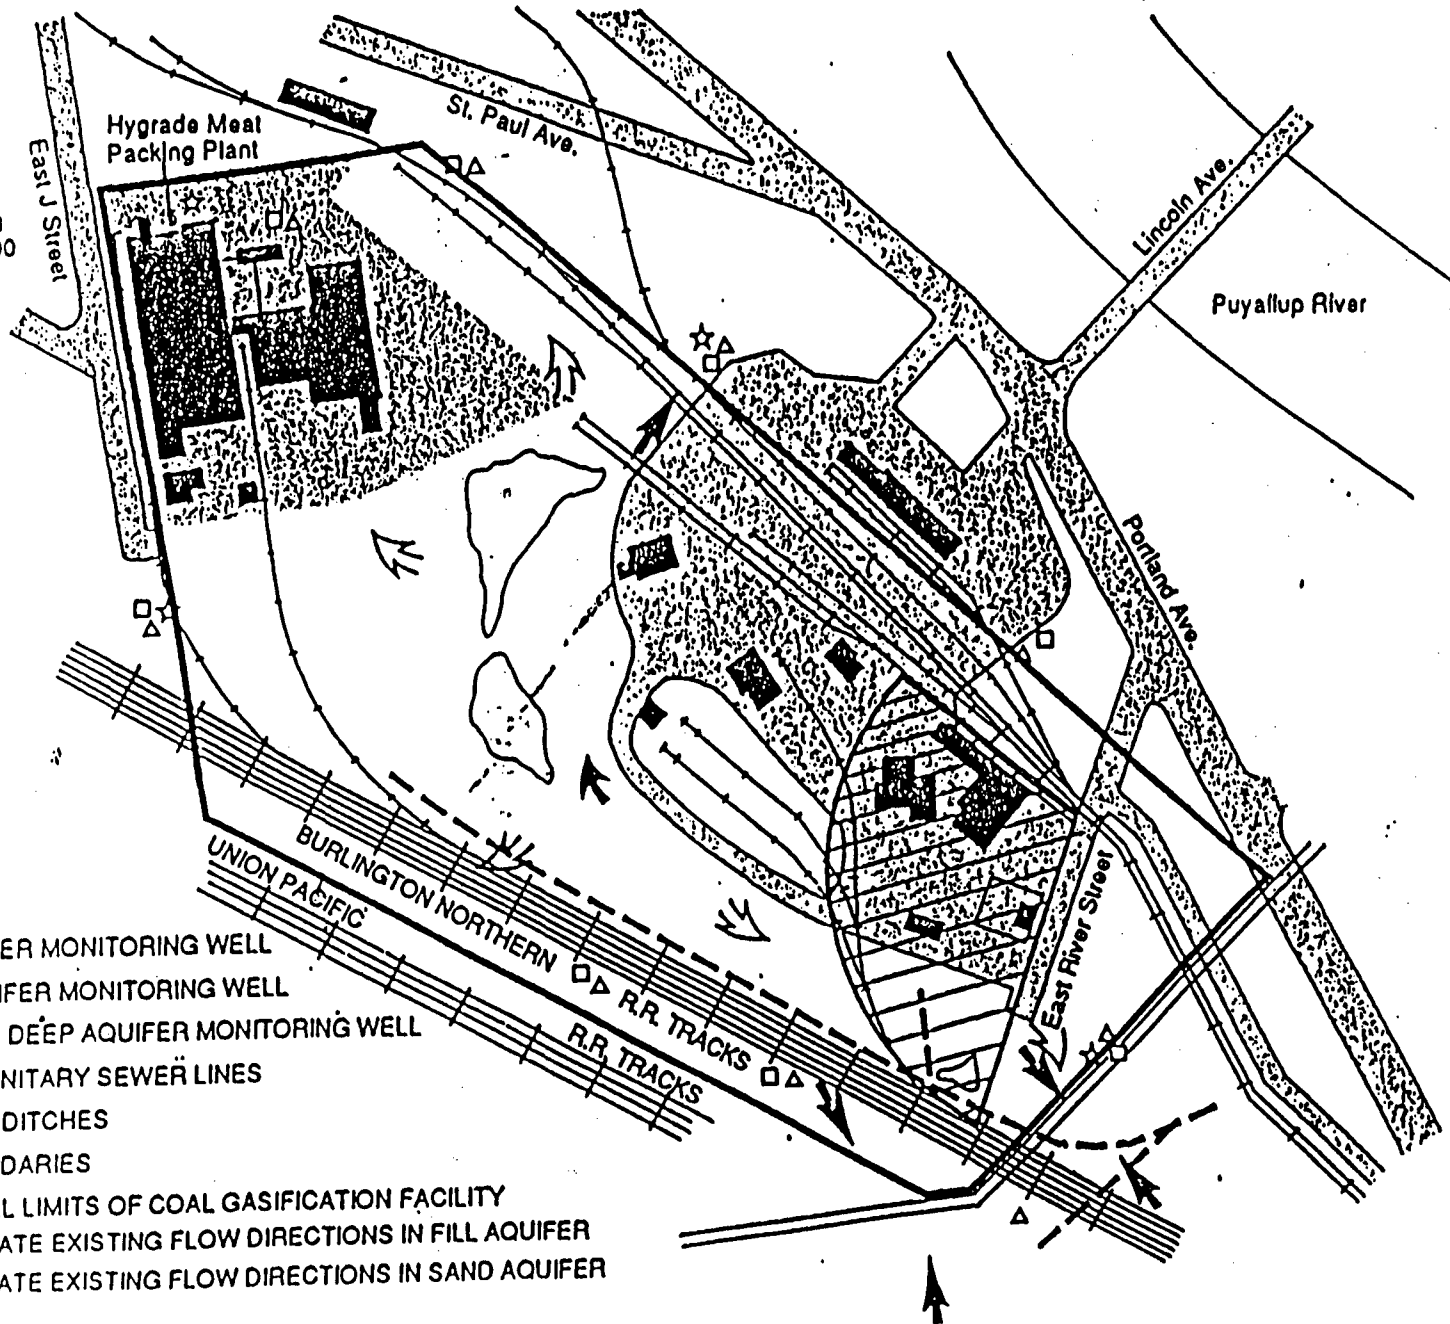 St. Paul Ave.
Hygrade Meat
Packing Plant
East J Street
Lincoln Ave.
Puyallup River
Portland Ave.
BURLINGTON NORTHERN
R.R. TRACKS
UNION PACIFIC
R.R. TRACKS
East River Street
ER MONITORING WELL
IFER MONITORING WELL
DEEP AQUIFER MONITORING WELL
NITARY SEWER LINES
DITCHES
DARIES
L LIMITS OF COAL GASIFICATION FACILITY
ATE EXISTING FLOW DIRECTIONS IN FILL AQUIFER
ATE EXISTING FLOW DIRECTIONS IN SAND AQUIFER